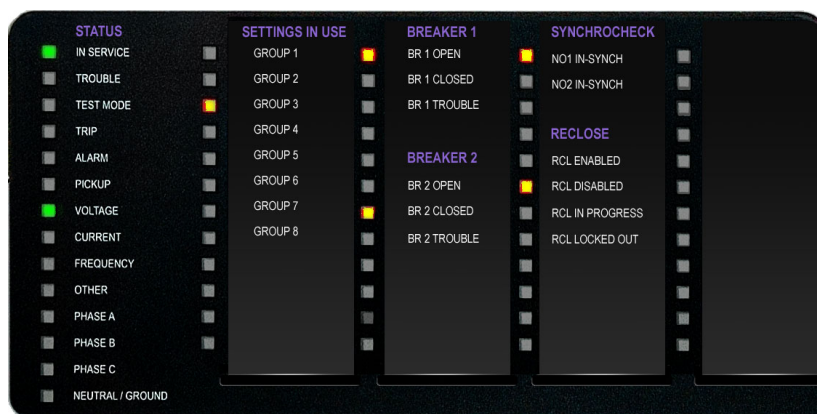 STATUS
IN SERVICE
TROUBLE
TEST MODE
TRIP
ALARM
PICKUP
VOLTAGE
CURRENT
FREQUENCY
OTHER
PHASE A
PHASE B
PHASE C
NEUTRAL / GROUND
SETTINGS IN USE
GROUP 1
GROUP 2
GROUP 3
GROUP 4
GROUP 5
GROUP 6
GROUP 7
GROUP 8
BREAKER 1
BR 1 OPEN
BR 1 CLOSED
BR 1 TROUBLE
BREAKER 2
BR 2 OPEN
BR 2 CLOSED
BR 2 TROUBLE
SYNCHROCHECK
NO1 IN-SYNCH
NO2 IN-SYNCH
RECLOSE
RCL ENABLED
RCL DISABLED
RCL IN PROGRESS
RCL LOCKED OUT